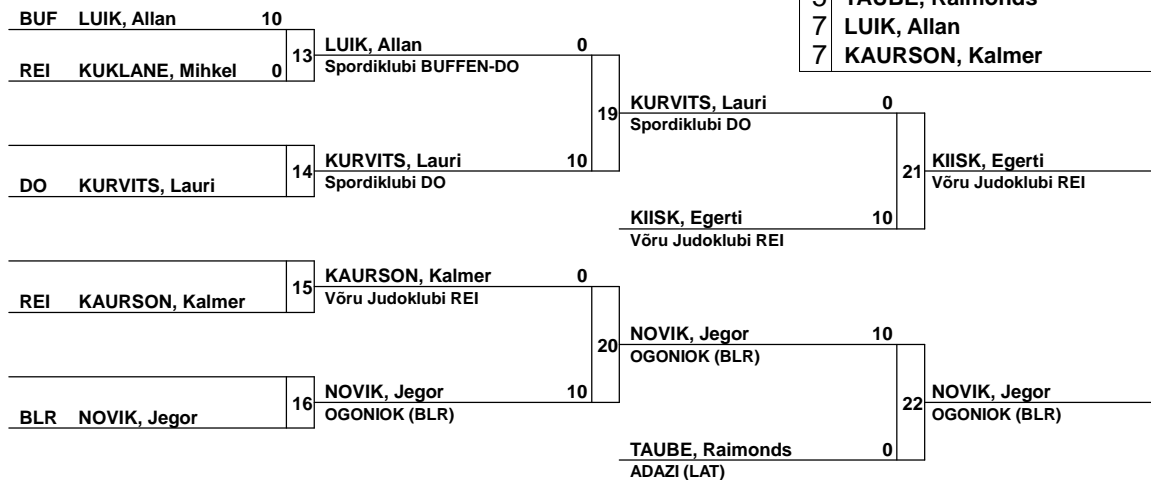 5 TAUBE, Raimonds
7 LUIK, Allan
7 KAURSON, Kalmer
BUF LUIK, Allan 10
REI KUKLANE, Mihkel 0
13
LUIK, Allan 0
Spordiklubi BUFFEN-DO
DO KURVITS, Lauri
14
KURVITS, Lauri 10
Spordiklubi DO
19
KURVITS, Lauri 0
Spordiklubi DO
KIISK, Egerti 10
Võru Judoklubi REI
21
KIISK, Egerti
Võru Judoklubi REI
REI KAURSON, Kalmer
15
KAURSON, Kalmer 0
Võru Judoklubi REI
BLR NOVIK, Jegor
16
NOVIK, Jegor 10
OGONIOK (BLR)
20
NOVIK, Jegor 10
OGONIOK (BLR)
TAUBE, Raimonds 0
ADAZI (LAT)
22
NOVIK, Jegor
OGONIOK (BLR)